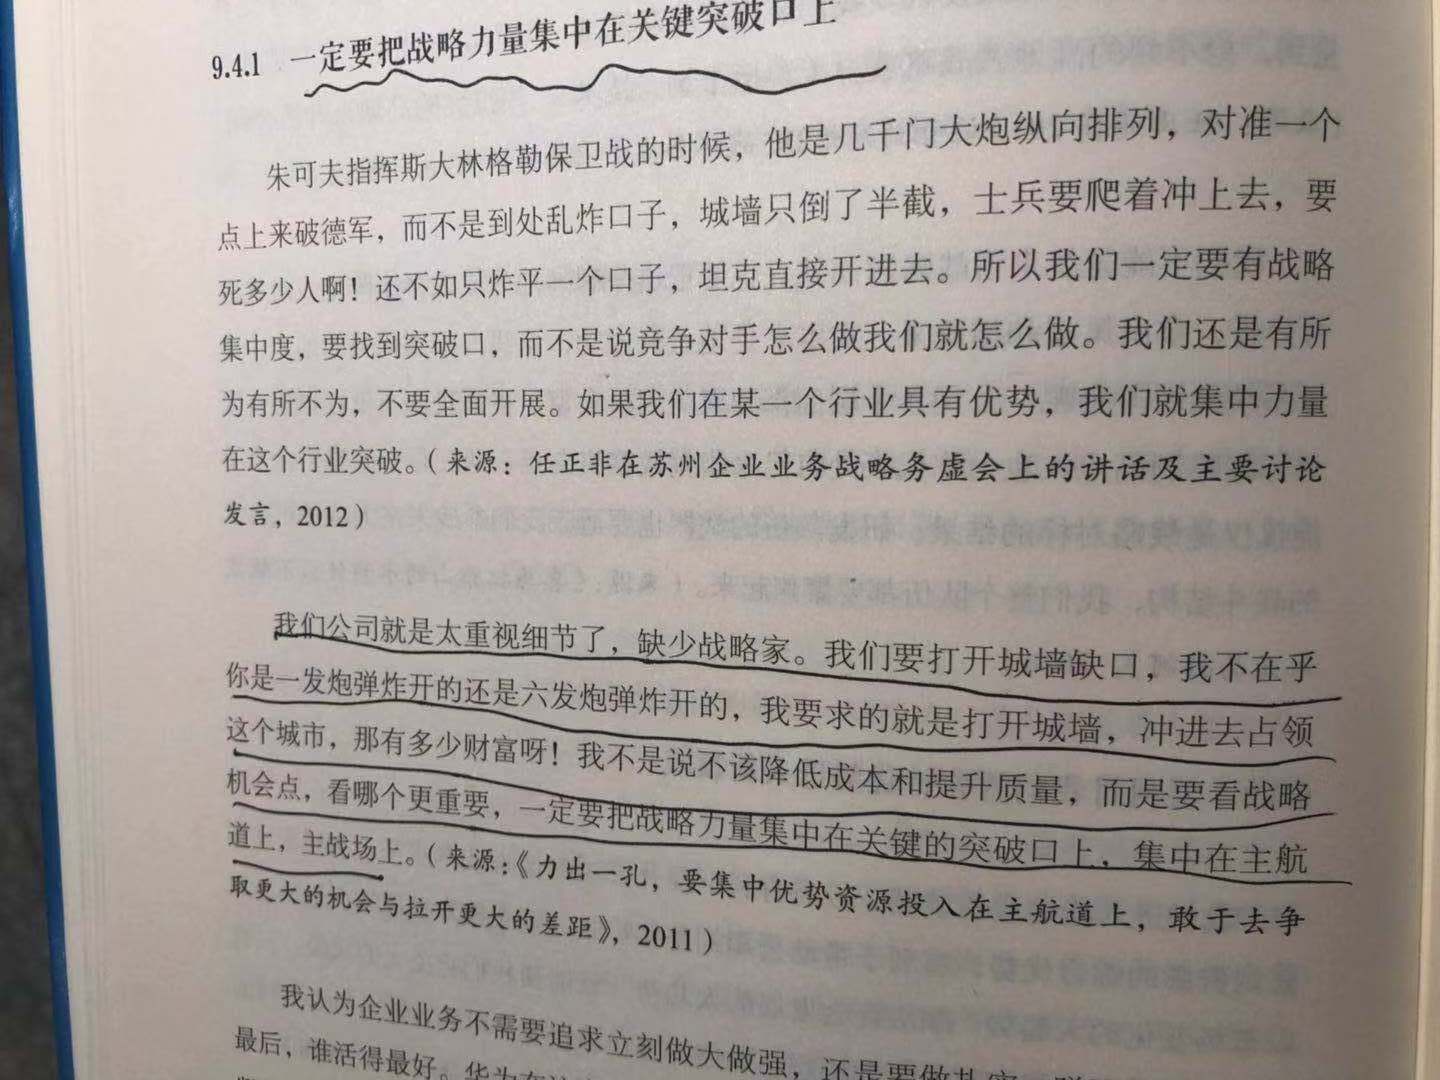 9.4.1 一定要把战略力量集中在关键突破口上
朱可夫指挥斯大林格勒保卫战的时候，他是几千门大炮纵向排列，对准一个
点上来破德军，而不是到处乱炸口子，城墙只倒了半截，士兵要爬着冲上去，要
死多少人啊！还不如只炸平一个口子，坦克直接开进去。所以我们一定要有战略
集中度，要找到突破口，而不是说竞争对手怎么做我们就怎么做。我们还是有所
为有所不为，不要全面开展。如果我们在某一个行业具有优势，我们就集中力量
在这个行业突破。（来源：任正非在苏州企业业务战略务虚会上的讲话及主要讨论
发言，2012）
我们公司就是太重视细节了，缺少战略家。我们要打开城墙缺口，我不在乎
你是一发炮弹炸开的还是六发炮弹炸开的，我要求的就是打开城墙，冲进去占领
这个城市，那有多少财富呀！我不是说不该降低成本和提升质量，而是要看战略
机会点，看哪个更重要，一定要把战略力量集中在关键的突破口上，集中在主航
道上，主战场上。（来源：《力出一孔，要集中优势资源投入在主航道上，敢于去争
取更大的机会与拉开更大的差距》，2011）
我认为企业业务不需要追求立刻做大做强，还是要做扎实
最后，谁活得最好。华为在